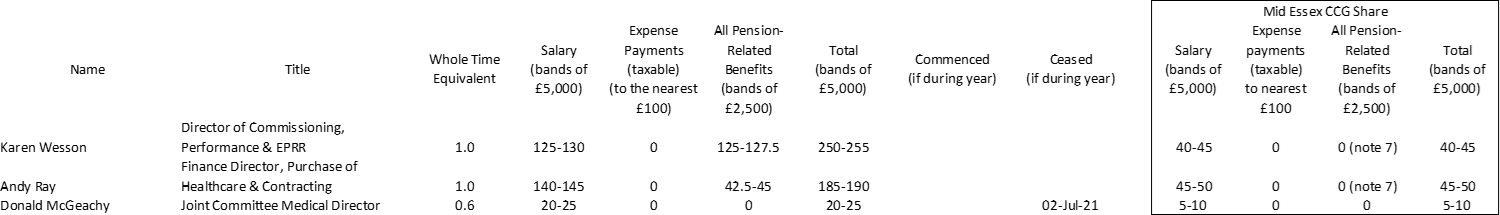 Mid Essex CCG Share
Name Title Whole Time Equivalent Salary (bands of £5,000) Expense Payments (taxable) (to the nearest £100) All Pension-Related Benefits (bands of £2,500) Total (bands of £5,000) Commenced (if during year) Ceased (if during year) Salary (bands of £5,000) Expense payments (taxable) to nearest £100 All Pension-Related Benefits (bands of £2,500) Total (bands of £5,000)
Karen Wesson Director of Commissioning, Performance & EPRR 1.0 125-130 0 125-127.5 250-255 40-45 0 0 (note 7) 40-45
Andy Ray Finance Director, Purchase of Healthcare & Contracting 1.0 140-145 0 42.5-45 185-190 45-50 0 0 (note 7) 45-50
Donald McGeachy Joint Committee Medical Director 0.6 20-25 0 0 20-25 02-Jul-21 5-10 0 0 5-10